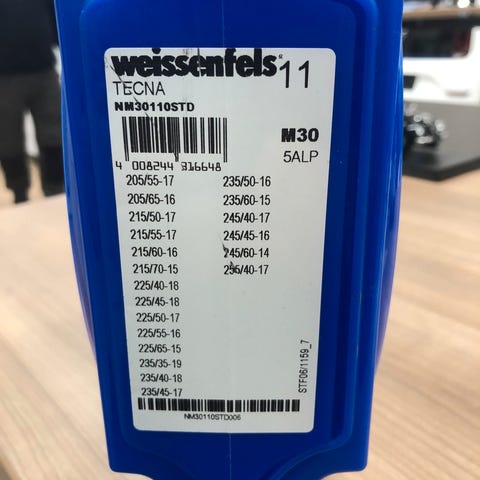 weissenfels® 11
TECNA
NM30110STD
M30
5ALP
4 008244 316648
205/55-17
205/65-16
215/50-17
215/55-17
215/60-16
215/70-15
225/40-18
225/45-18
225/50-17
225/55-16
225/65-15
235/35-19
235/40-18
235/45-17
235/50-16
235/60-15
245/40-17
245/45-16
245/60-14
255/40-17
STF06/1159_7
NM30110STD006